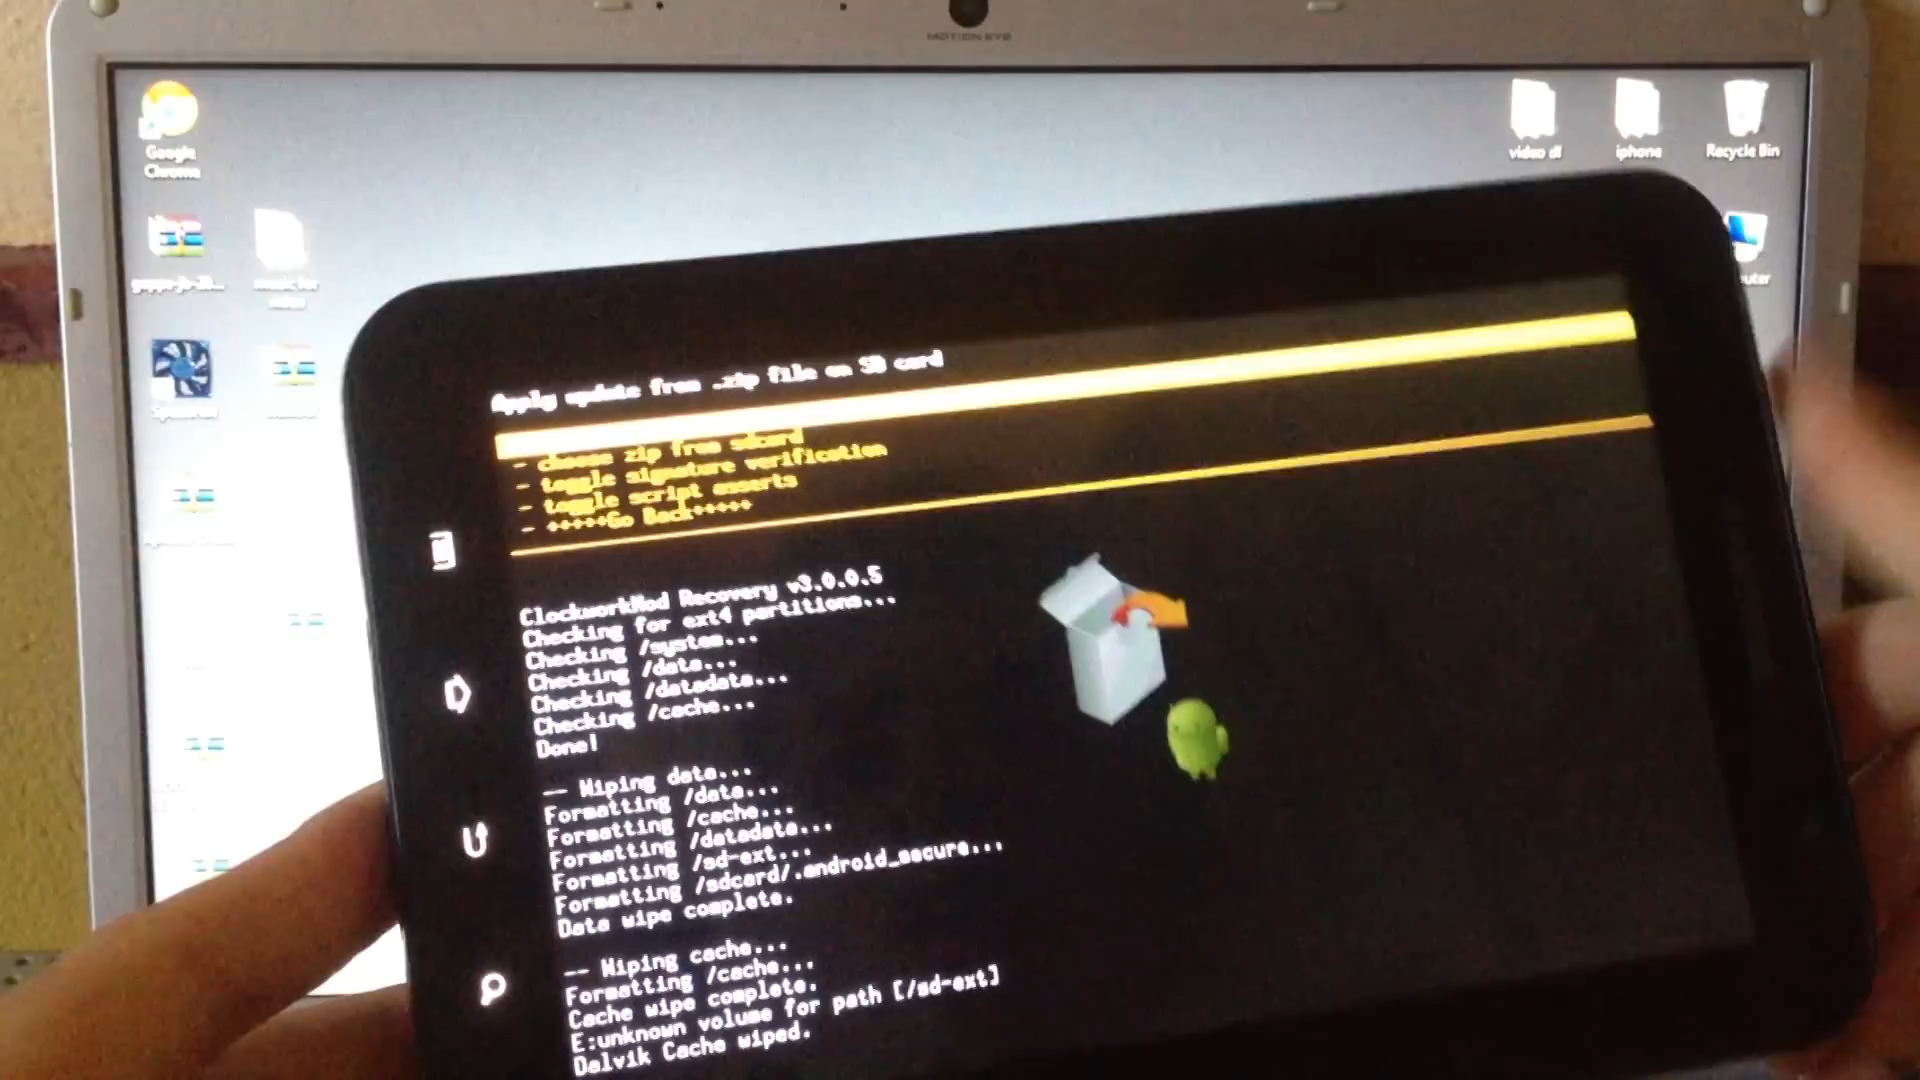 MOTION EYE
Google
Chrome
video dl
iphone
Recycle Bin
Apply update from .zip file on SD card
- choose zip from sdcard
- toggle signature verification
- toggle script asserts
- +++++Go Back+++++
ClockworkMod Recovery v3.0.0.5
Checking for ext4 partitions...
Checking /system...
Checking /data...
Checking /datadata...
Checking /cache...
Done!
-- Wiping data...
Formatting /data...
Formatting /cache...
Formatting /datadata...
Formatting /sd-ext...
Formatting /sdcard/.android_secure...
Data wipe complete.
-- Wiping cache...
Formatting /cache...
Cache wipe complete.
E:unknown volume for path [/sd-ext]
Dalvik Cache wiped.